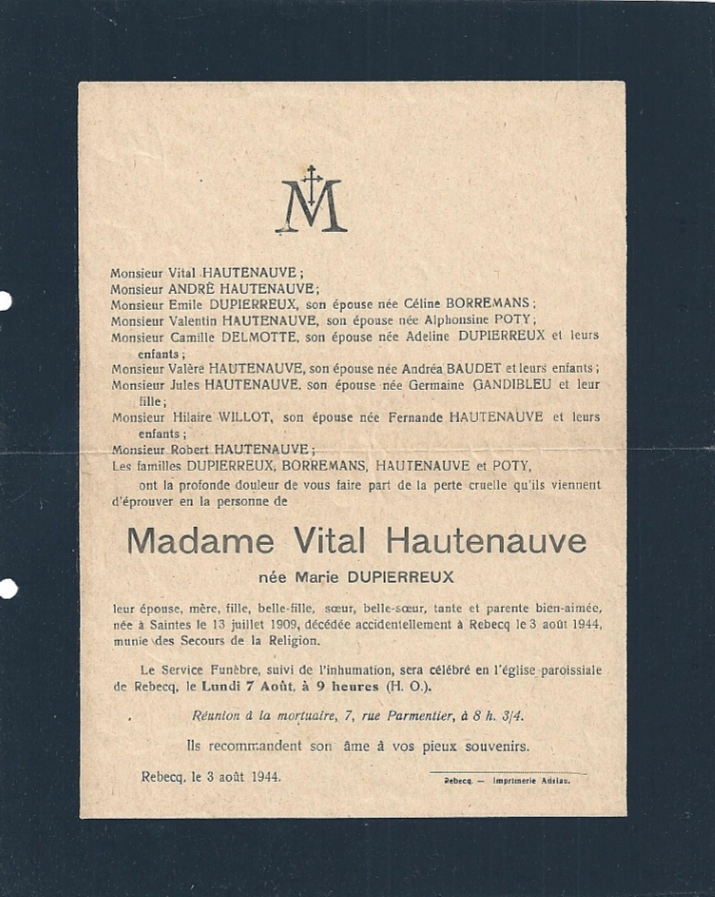 M
Monsieur Vital HAUTENAUVE ;
Monsieur ANDRÉ HAUTENAUVE ;
Monsieur Emile DUPIERREUX, son épouse née Céline BORREMANS ;
Monsieur Valentin HAUTENAUVE, son épouse née Alphonsine POTY ;
Monsieur Camille DELMOTTE, son épouse née Adeline DUPIERREUX et leurs
enfants ;
Monsieur Valère HAUTENAUVE, son épouse née Andréa BAUDET et leurs enfants ;
Monsieur Jules HAUTENAUVE, son épouse née Germaine GANDIBLEU et leur
fille ;
Monsieur Hilaire WILLOT, son épouse née Fernande HAUTENAUVE et leurs
enfants ;
Monsieur Robert HAUTENAUVE ;
Les familles DUPIERREUX, BORREMANS, HAUTENAUVE et POTY,
ont la profonde douleur de vous faire part de la perte cruelle qu'ils viennent
d'éprouver en la personne de
Madame Vital Hautenauve
née Marie DUPIERREUX
leur épouse, mère, fille, belle-fille, sœur, belle-sœur, tante et parente bien-aimée,
née à Saintes le 13 juillet 1909, décédée accidentellement à Rebecq le 3 août 1944,
munie des Secours de la Religion.
Le Service Funèbre, suivi de l'inhumation, sera célébré en l'église paroissiale
de Rebecq, le Lundi 7 Août, à 9 heures (H. O.).
Réunion à la mortuaire, 7, rue Parmentier, à 8 h. 3/4.
Ils recommandent son âme à vos pieux souvenirs.
Rebecq, le 3 août 1944.
Rebecq. — Imprimerie